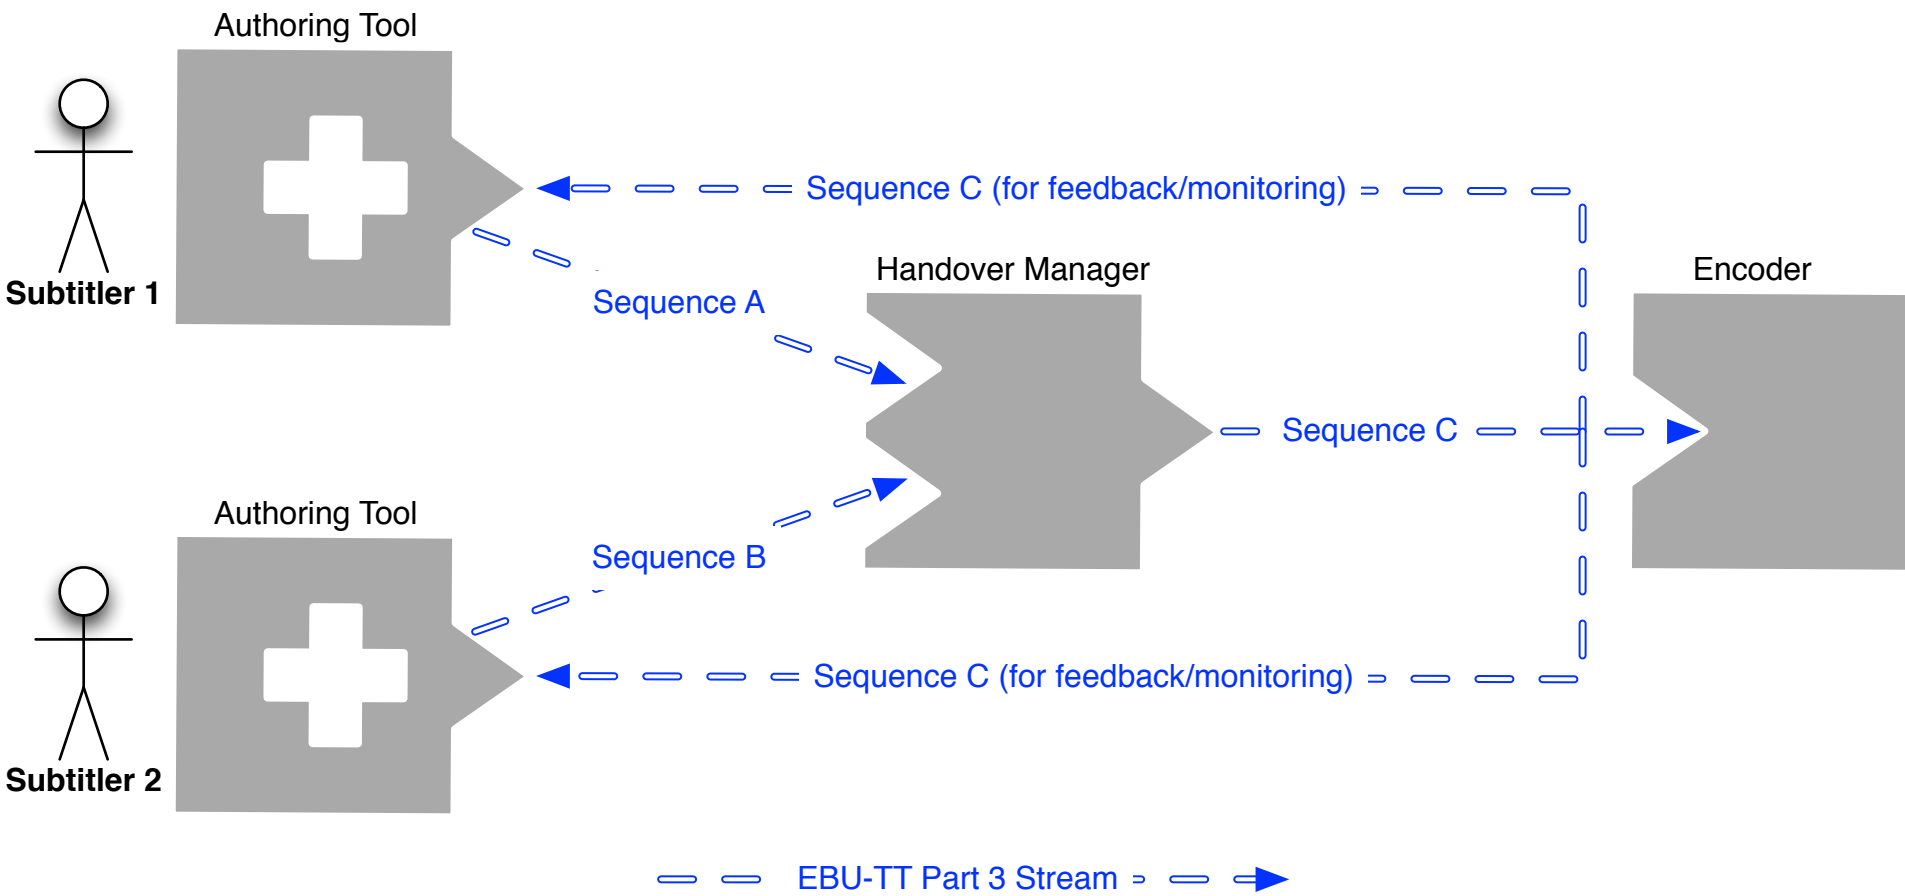 Authoring Tool
Subtitler 1
Sequence C (for feedback/monitoring)
Sequence A
Handover Manager
Encoder
Sequence C
Authoring Tool
Sequence B
Subtitler 2
Sequence C (for feedback/monitoring)
EBU-TT Part 3 Stream